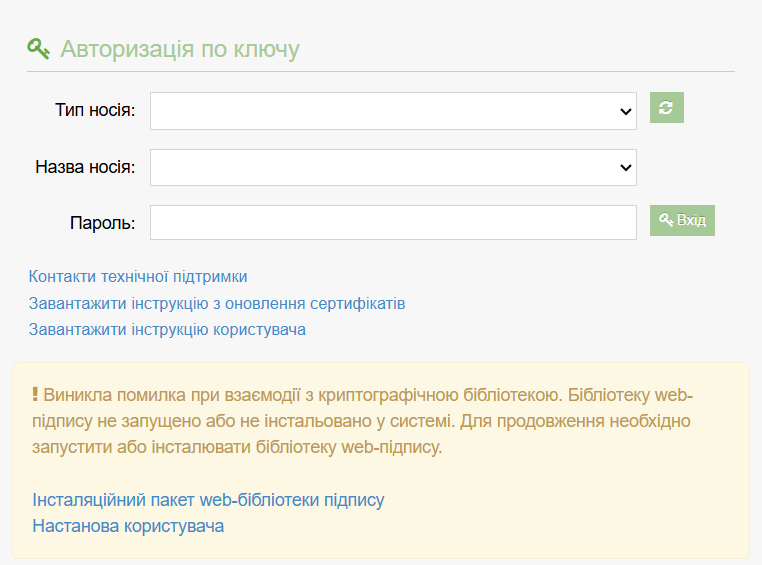 Авторизація по ключу
Тип носія:
Назва носія:
Пароль:
Вхід
Контакти технічної підтримки
Завантажити інструкцію з оновлення сертифікатів
Завантажити інструкцію користувача
! Виникла помилка при взаємодії з криптографічною бібліотекою. Бібліотеку web-
підпису не запущено або не інстальовано у системі. Для продовження необхідно
запустити або інсталювати бібліотеку web-підпису.
Інсталяційний пакет web-бібліотеки підпису
Настанова користувача